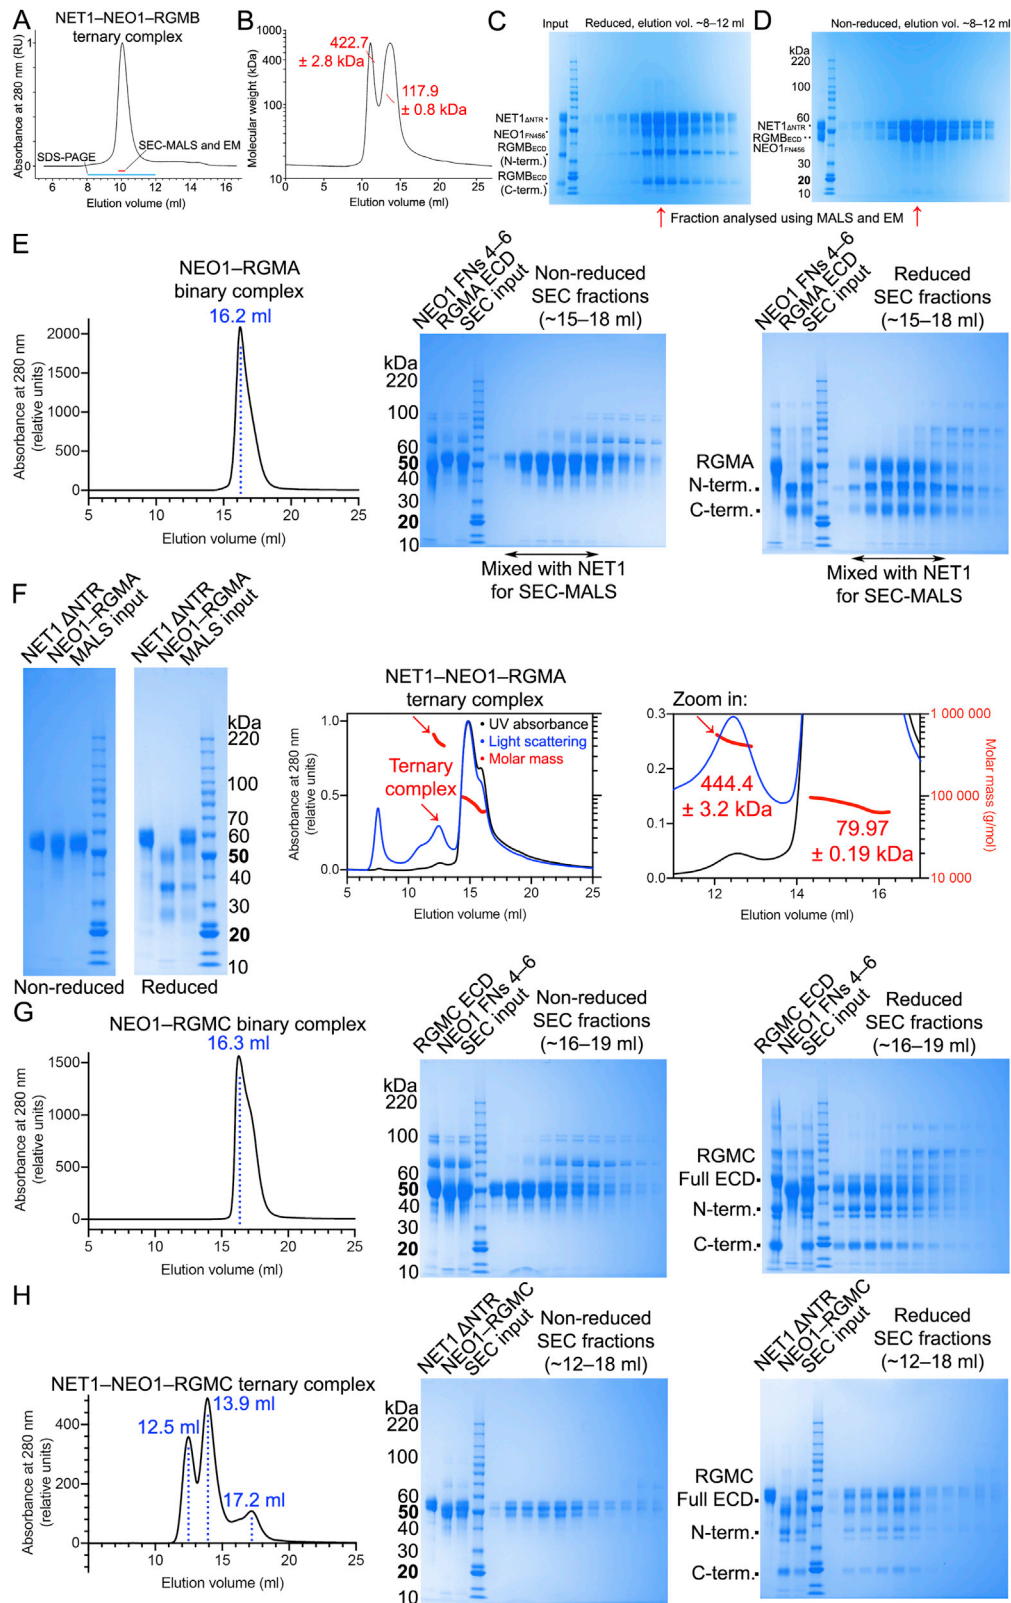 A
NET1–NEO1–RGMB
ternary complex
Absorbance at 280 nm (RU)
1
0
SDS-PAGE
SEC-MALS and EM
6 8 10 12 14 16
Elution volume (ml)
B
Molecular weight (kDa)
1000
400
100
10
422.7
± 2.8 kDa
117.9
± 0.8 kDa
0 5 10 15 20 25
Elution volume (ml)
C
Input
Reduced, elution vol. ~8–12 ml
NET1ΔNTR
NEO1FN456
RGMBECD
(N-term.)
RGMBECD
(C-term.)
D
Non-reduced, elution vol. ~8–12 ml
kDa
220
100
60
NET1ΔNTR
RGMBECD
NEO1FN456
30
20
10
Fraction analysed using MALS and EM
E
NEO1–RGMA
binary complex
16.2 ml
Absorbance at 280 nm
(relative units)
2000
1500
1000
500
0
5 10 15 20 25
Elution volume (ml)
NEO1 FNs 4–6
RGMA ECD
SEC input
Non-reduced
SEC fractions
(~15–18 ml)
kDa
220
100
60
50
40
30
20
10
Mixed with NET1
for SEC-MALS
NEO1 FNs 4–6
RGMA ECD
SEC input
Reduced
SEC fractions
(~15–18 ml)
RGMA
N-term.
C-term.
Mixed with NET1
for SEC-MALS
F
NET1 ΔNTR
NEO1–RGMA
MALS input
NET1 ΔNTR
NEO1–RGMA
MALS input
kDa
220
100
70
60
50
40
30
20
10
Non-reduced
Reduced
NET1–NEO1–RGMA
ternary complex
UV absorbance
Light scattering
Molar mass
Ternary
complex
Absorbance at 280 nm
(relative units)
1.0
0.5
0.0
5 10 15 20 25
Elution volume (ml)
Zoom in:
0.3
0.2
0.1
0.0
444.4
± 3.2 kDa
79.97
± 0.19 kDa
1 000 000
100 000
10 000
Molar mass (g/mol)
12 14 16
Elution volume (ml)
G
NEO1–RGMC binary complex
16.3 ml
Absorbance at 280 nm
(relative units)
1500
1000
500
0
5 10 15 20 25
Elution volume (ml)
RGMC ECD
NEO1 FNs 4–6
SEC input
Non-reduced
SEC fractions
(~16–19 ml)
kDa
220
100
60
50
40
30
20
10
RGMC ECD
NEO1 FNs 4–6
SEC input
Reduced
SEC fractions
(~16–19 ml)
RGMC
Full ECD
N-term.
C-term.
H
NET1–NEO1–RGMC ternary complex
12.5 ml
13.9 ml
17.2 ml
Absorbance at 280 nm
(relative units)
400
200
0
5 10 15 20 25
Elution volume (ml)
NET1 ΔNTR
NEO1–RGMC
SEC input
Non-reduced
SEC fractions
(~12–18 ml)
kDa
220
100
60
50
40
30
20
10
NET1 ΔNTR
NEO1–RGMC
SEC input
Reduced
SEC fractions
(~12–18 ml)
RGMC
Full ECD
N-term.
C-term.